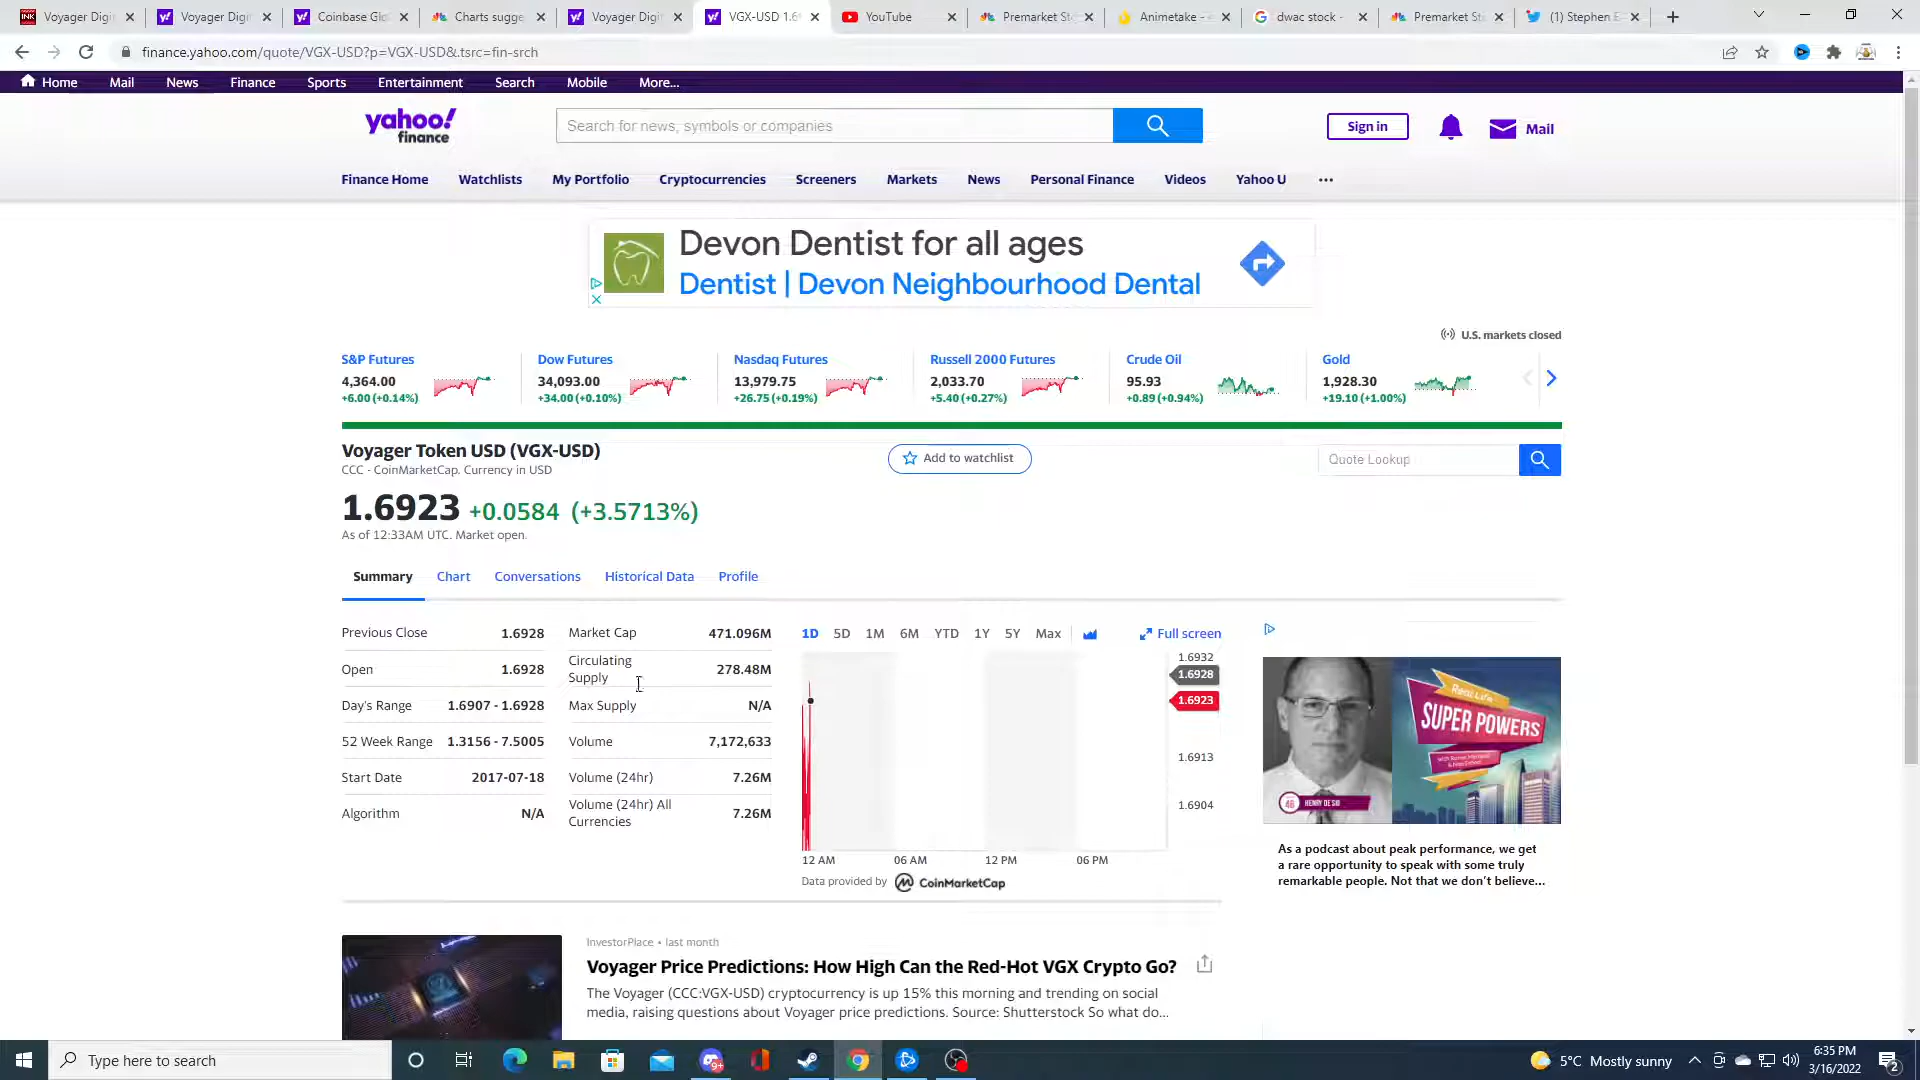 Voyager Digi
Voyager Digi
Coinbase Glo
Charts sugge
Voyager Digi
VGX-USD 1.69
YouTube
Premarket St
Animetake -
dwac stock -
Premarket St
(1) Stephen
finance.yahoo.com/quote/VGX-USD?p=VGX-USD&.tsrc=fin-srch
Home Mail News Finance Sports Entertainment Search Mobile More...
yahoo!
finance
Search for news, symbols or companies
Sign in
Mail
Finance Home Watchlists My Portfolio Cryptocurrencies Screeners Markets News Personal Finance Videos Yahoo U ...
Devon Dentist for all ages
Dentist | Devon Neighbourhood Dental
U.S. markets closed
S&P Futures
4,364.00
+6.00 (+0.14%)
Dow Futures
34,093.00
+34.00 (+0.10%)
Nasdaq Futures
13,979.75
+26.75 (+0.19%)
Russell 2000 Futures
2,033.70
+5.40 (+0.27%)
Crude Oil
95.93
+0.89 (+0.94%)
Gold
1,928.30
+19.10 (+1.00%)
Voyager Token USD (VGX-USD)
CCC - CoinMarketCap. Currency in USD
Add to watchlist
Quote Lookup
1.6923 +0.0584 (+3.5713%)
As of 12:33AM UTC. Market open.
Summary Chart Conversations Historical Data Profile
Previous Close 1.6928
Open 1.6928
Day's Range 1.6907 - 1.6928
52 Week Range 1.3156 - 7.5005
Start Date 2017-07-18
Algorithm N/A
Market Cap 471.096M
Circulating
Supply 278.48M
Max Supply N/A
Volume 7,172,633
Volume (24hr) 7.26M
Volume (24hr) All
Currencies 7.26M
1D 5D 1M 6M YTD 1Y 5Y Max
Full screen
1.6932
1.6928
1.6923
1.6913
1.6904
12 AM 06 AM 12 PM 06 PM
Data provided by CoinMarketCap
Real Life
SUPER POWERS
46 HENRY DE SIO
As a podcast about peak performance, we get
a rare opportunity to speak with some truly
remarkable people. Not that we don't believe...
InvestorPlace • last month
Voyager Price Predictions: How High Can the Red-Hot VGX Crypto Go?
The Voyager (CCC:VGX-USD) cryptocurrency is up 15% this morning and trending on social
media, raising questions about Voyager price predictions. Source: Shutterstock So what do...
Type here to search
9+
5°C Mostly sunny
6:35 PM
3/16/2022
2